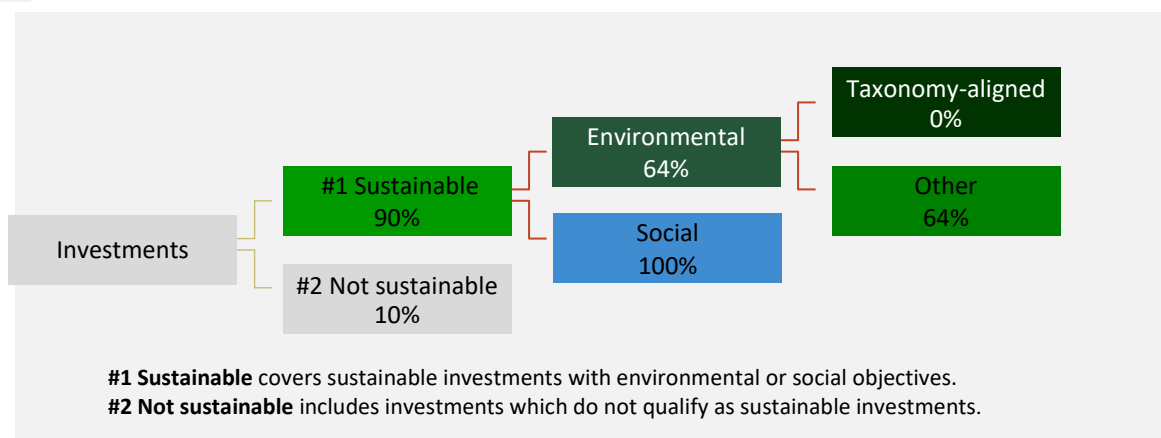 Investments
#1 Sustainable
90%
#2 Not sustainable
10%
Environmental
64%
Social
100%
Taxonomy-aligned
0%
Other
64%
#1 Sustainable covers sustainable investments with environmental or social objectives.
#2 Not sustainable includes investments which do not qualify as sustainable investments.